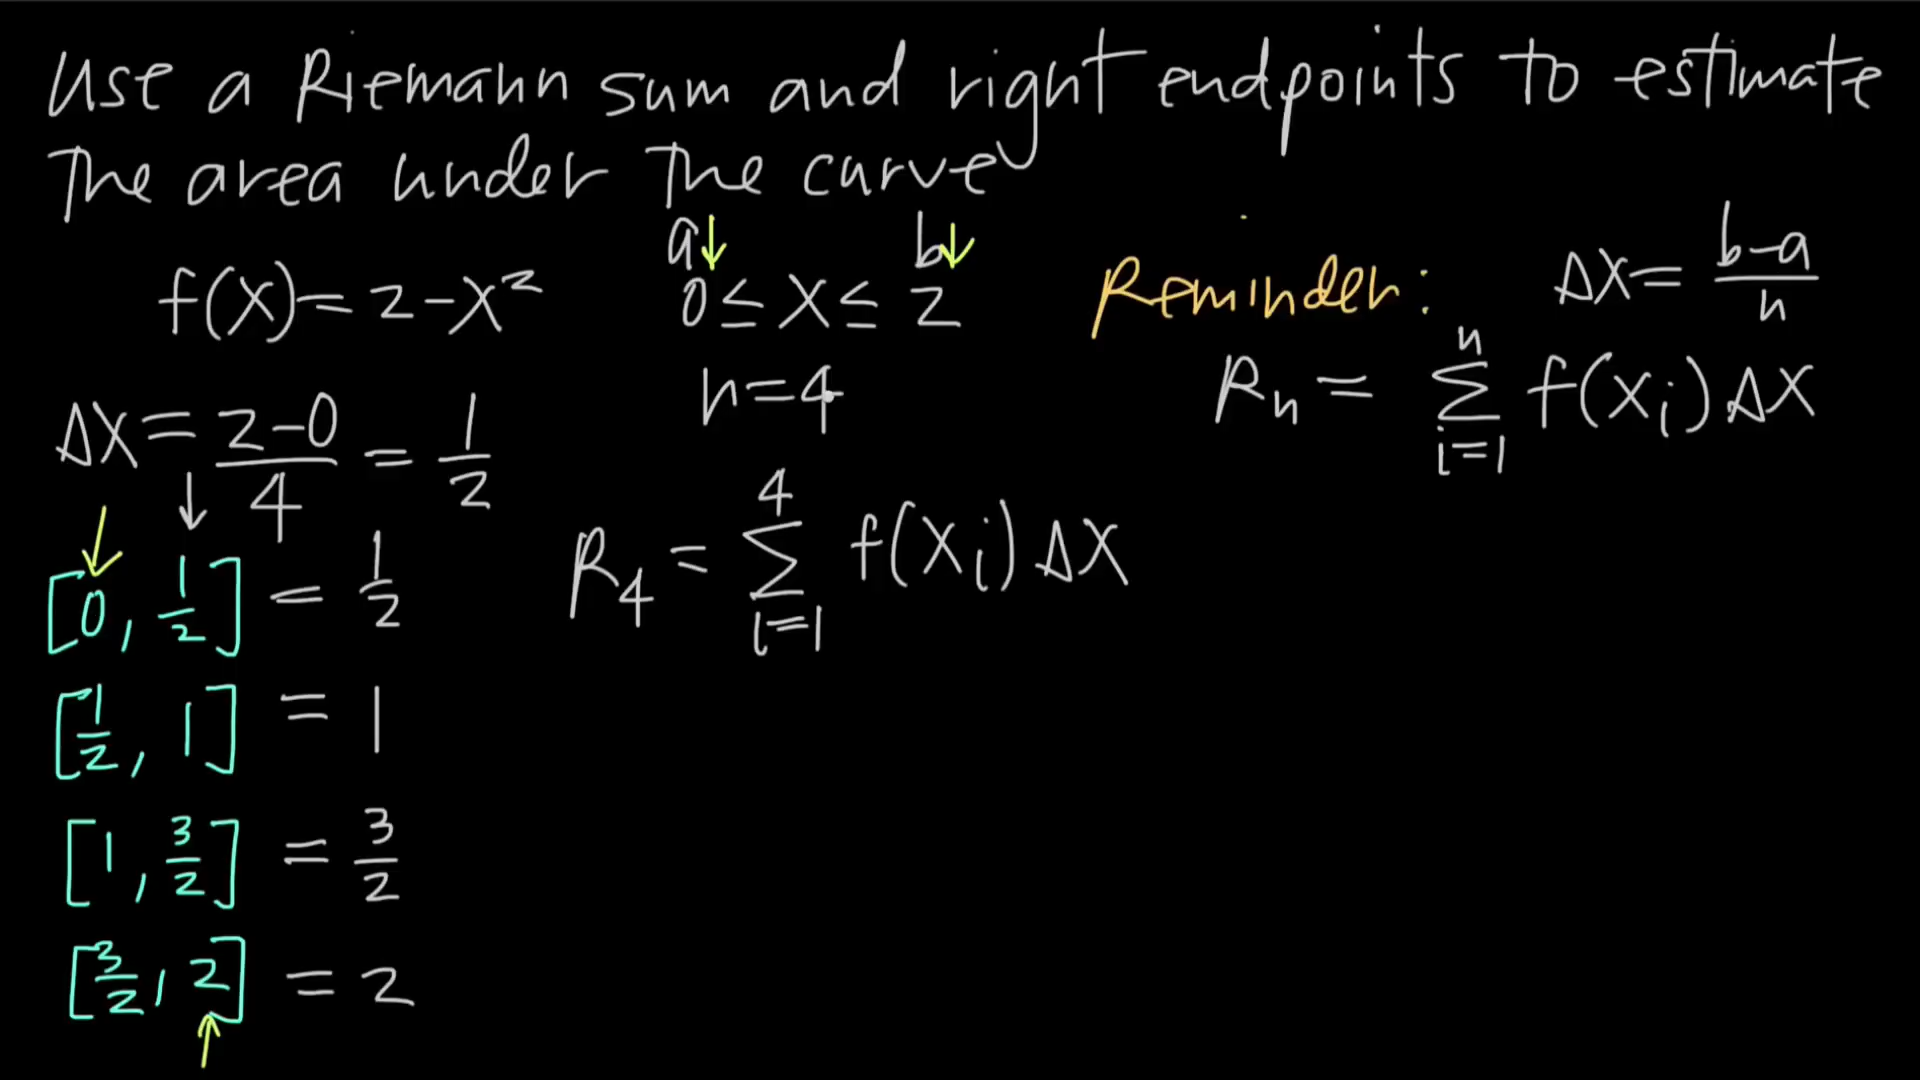 Use a Riemann sum and right endpoints to estimate
the area under the curve
a↓ b↓
f(x) = 2 - x² 0 ≤ x ≤ 2
n = 4
Reminder: Δx = (b-a)/n
Rₙ = Σ_{i=1}^{n} f(xᵢ) Δx
Δx = (2-0)/4 = 1/2
R₄ = Σ_{i=1}^{4} f(xᵢ) Δx
[0, 1/2] = 1/2
[1/2, 1] = 1
[1, 3/2] = 3/2
[3/2, 2] = 2